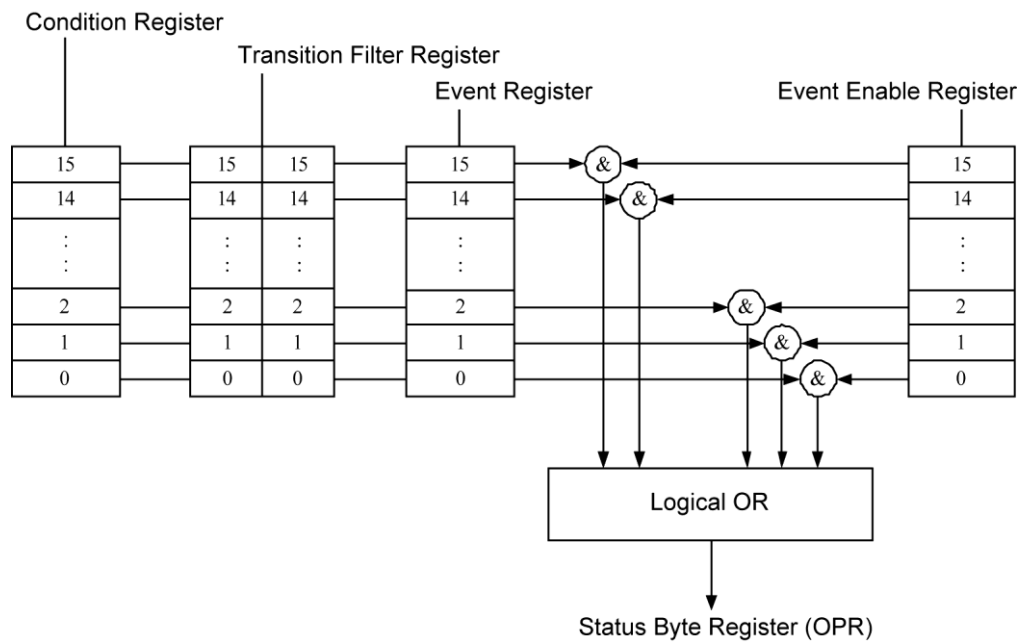 Condition Register
Transition Filter Register
Event Register
Event Enable Register
15 15 15 15 & 15
14 14 14 14 & 14
: : : : :
: : : : :
2 2 2 2 & 2
1 1 1 1 & 1
0 0 0 0 & 0
Logical OR
Status Byte Register (OPR)